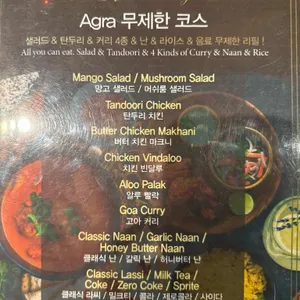 Agra 무제한 코스
샐러드 & 탄두리 & 커리 4종 & 난 & 라이스 & 음료 무제한 리필 !
All you can eat. Salad & Tandoori & 4 Kinds of Curry & Naan & Rice
Mango Salad / Mushroom Salad
망고 샐러드 / 머쉬룸 샐러드
Tandoori Chicken
탄두리 치킨
Butter Chicken Makhani
버터 치킨 마크니
Chicken Vindaloo
치킨 빈달루
Aloo Palak
알루 빨락
Goa Curry
고아 커리
Classic Naan / Garlic Naan /
Honey Butter Naan
클래식 난 / 갈릭 난 / 허니버터 난
Classic Lassi / Milk Tea /
Coke / Zero Coke / Sprite
클래식 라씨 / 밀크티 / 콜라 / 제로콜라 / 사이다